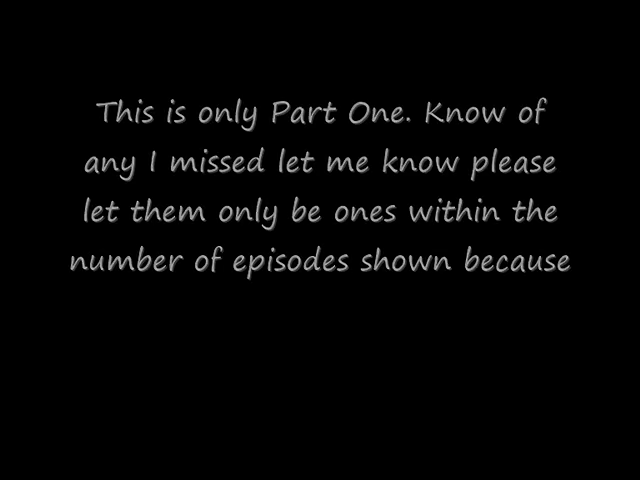 This is only Part One. Know of
any I missed let me know please
let them only be ones within the
number of episodes shown because